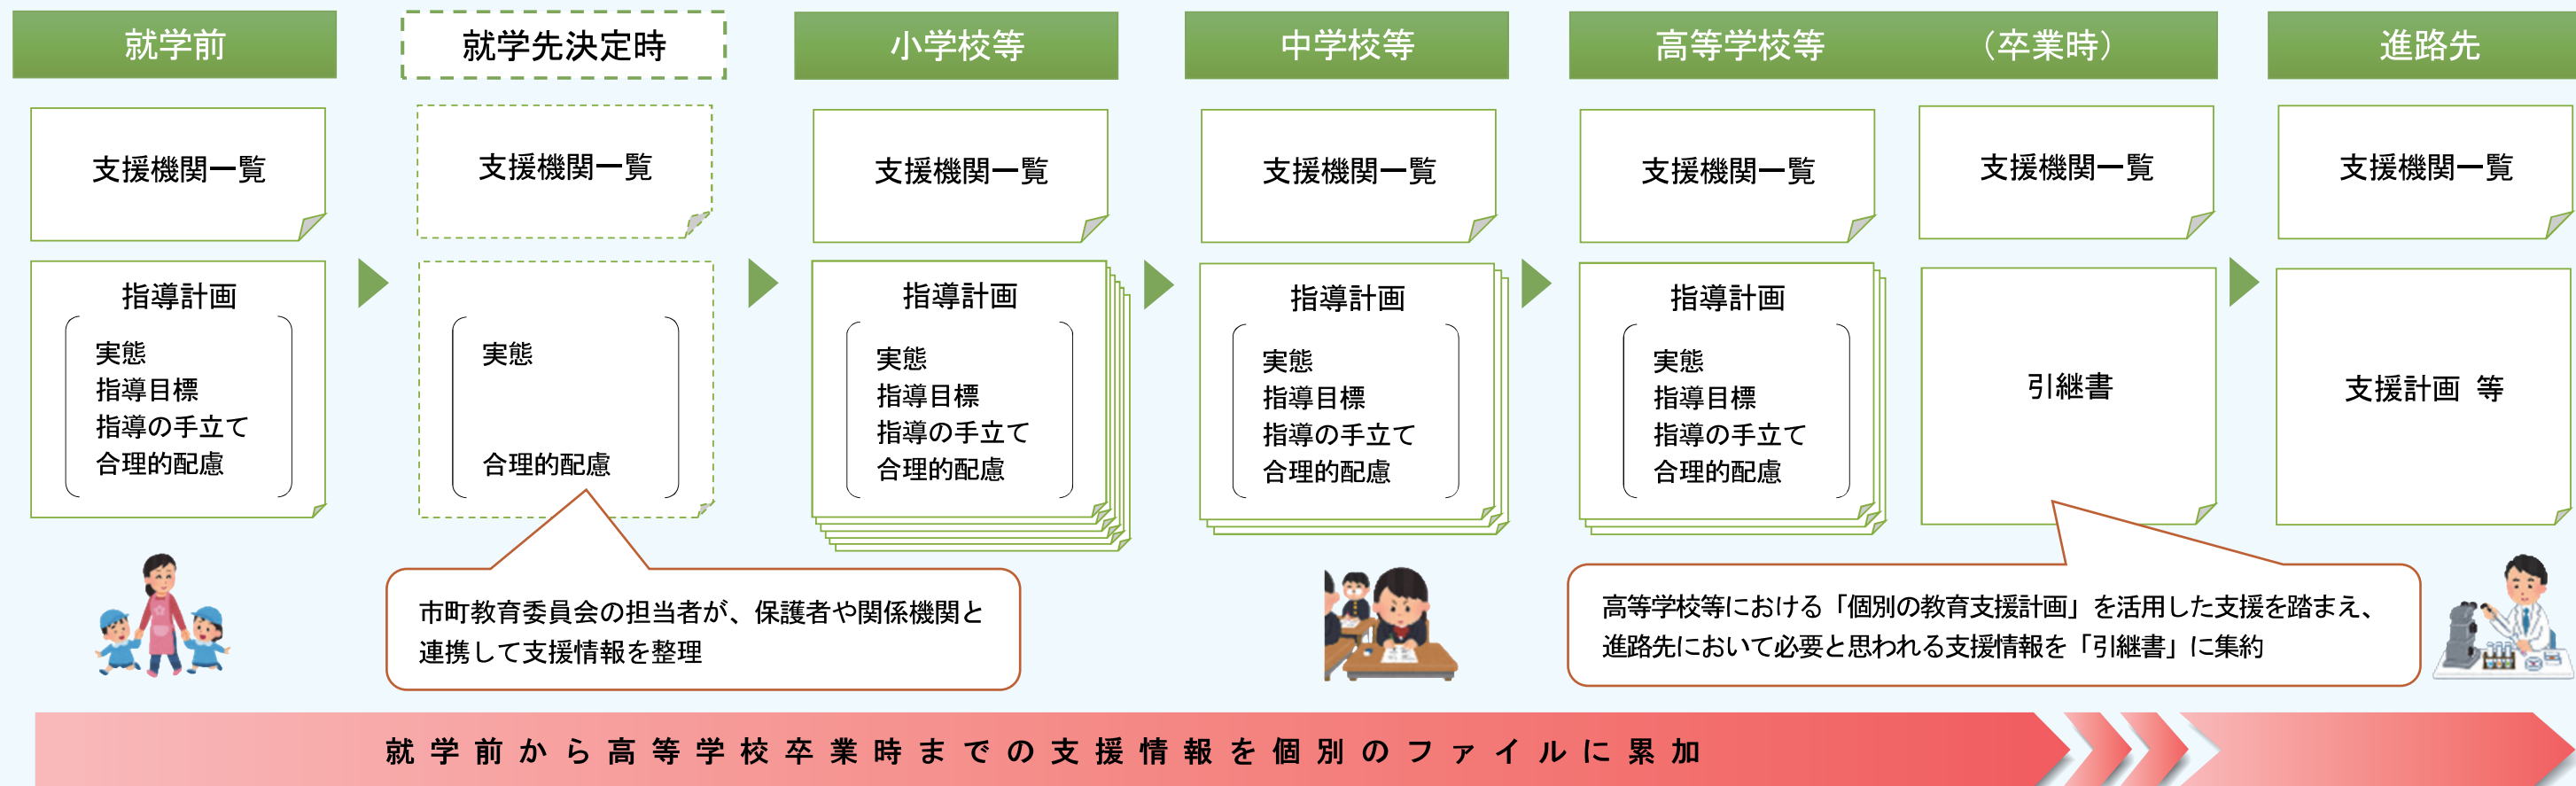 就学前
就学先決定時
小学校等
中学校等
高等学校等
（卒業時）
進路先
支援機関一覧
支援機関一覧
支援機関一覧
支援機関一覧
支援機関一覧
支援機関一覧
支援機関一覧
指導計画
実態
指導目標
指導の手立て
合理的配慮
実態
合理的配慮
指導計画
実態
指導目標
指導の手立て
合理的配慮
指導計画
実態
指導目標
指導の手立て
合理的配慮
指導計画
実態
指導目標
指導の手立て
合理的配慮
引継書
支援計画 等
市町教育委員会の担当者が、保護者や関係機関と
連携して支援情報を整理
高等学校等における「個別の教育支援計画」を活用した支援を踏まえ、
進路先において必要と思われる支援情報を「引継書」に集約
就学前から高等学校卒業時までの支援情報を個別のファイルに累加